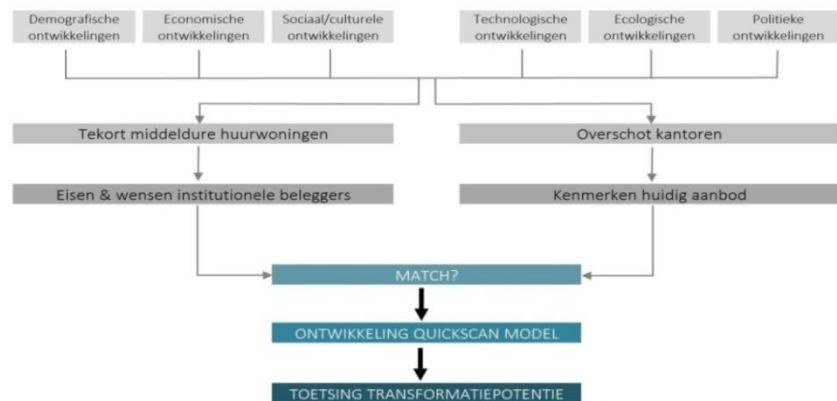 Demografische
ontwikkelingen
Economische
ontwikkelingen
Sociaal/culturele
ontwikkelingen
Technologische
ontwikkelingen
Ecologische
ontwikkelingen
Politieke
ontwikkelingen
Tekort middeldure huurwoningen
Overschot kantoren
Eisen & wensen institutionele beleggers
Kenmerken huidig aanbod
MATCH?
ONTWIKKELING QUICKSCAN MODEL
TOETSING TRANSFORMATIEPOTENTIE